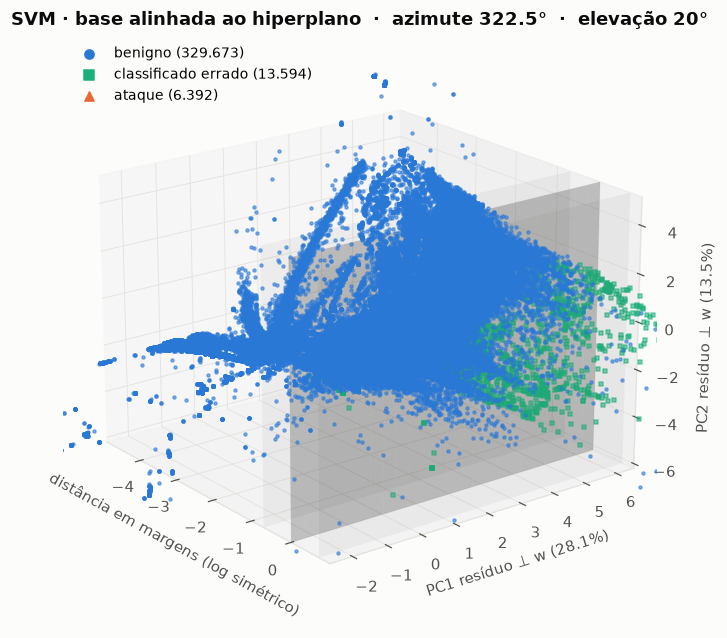 SVM · base alinhada ao hiperplano · azimute 322.5° · elevação 20°
benigno (329.673)
classificado errado (13.594)
ataque (6.392)
4
2
0
−2
−4
−6
PC2 resíduo ⊥ w (13.5%)
−4
−3
−2
−1
0
distância em margens (log simétrico)
−2
−1
0
1
2
3
4
5
6
PC1 resíduo ⊥ w (28.1%)